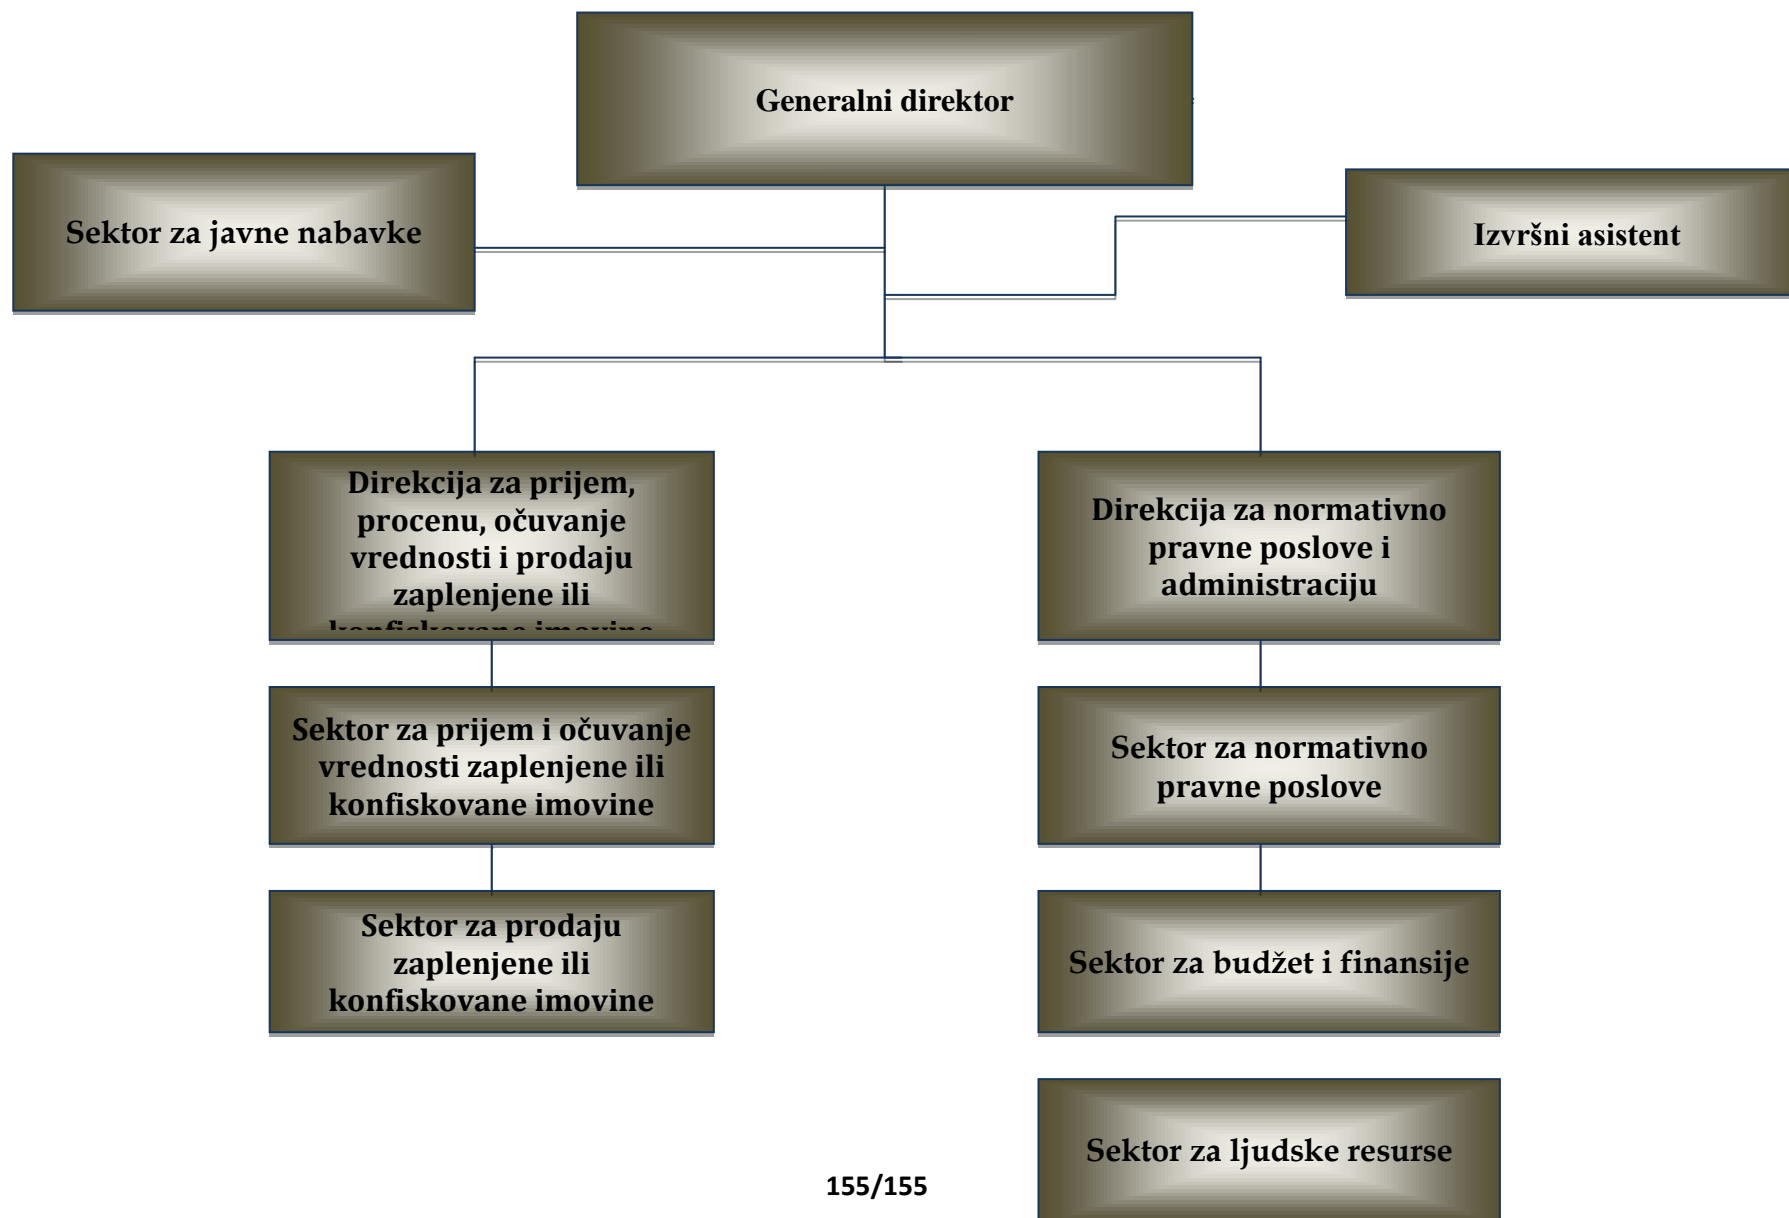 Generalni direktor
Sektor za javne nabavke
Izvršni asistent
Direkcija za prijem,
procenu, očuvanje
vrednosti i prodaju
zaplenjene ili
konfiskovane imovine
Direkcija za normativno
pravne poslove i
administraciju
Sektor za prijem i očuvanje
vrednosti zaplenjene ili
konfiskovane imovine
Sektor za normativno
pravne poslove
Sektor za prodaju
zaplenjene ili
konfiskovane imovine
Sektor za budžet i finansije
Sektor za ljudske resurse
155/155